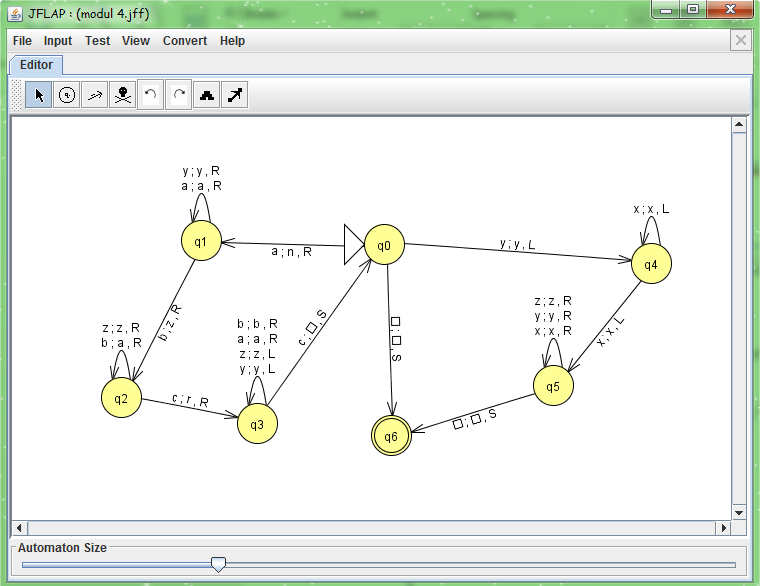 JFLAP : (modul 4.jff)
File Input Test View Convert Help
Editor
y ; y , R
a ; a , R
x ; x , L
q1
a ; n , R
q0
y ; y , L
q4
b ; z , R
c ; □ , S
□ ; □ , S
x ; x , L
z ; z , R
b ; a , R
b ; b , R
a ; a , R
z ; z , L
y ; y , L
z ; z , R
y ; y , R
x ; x , R
q2
c ; r , R
q3
q5
□ ; □ , S
q6
Automaton Size